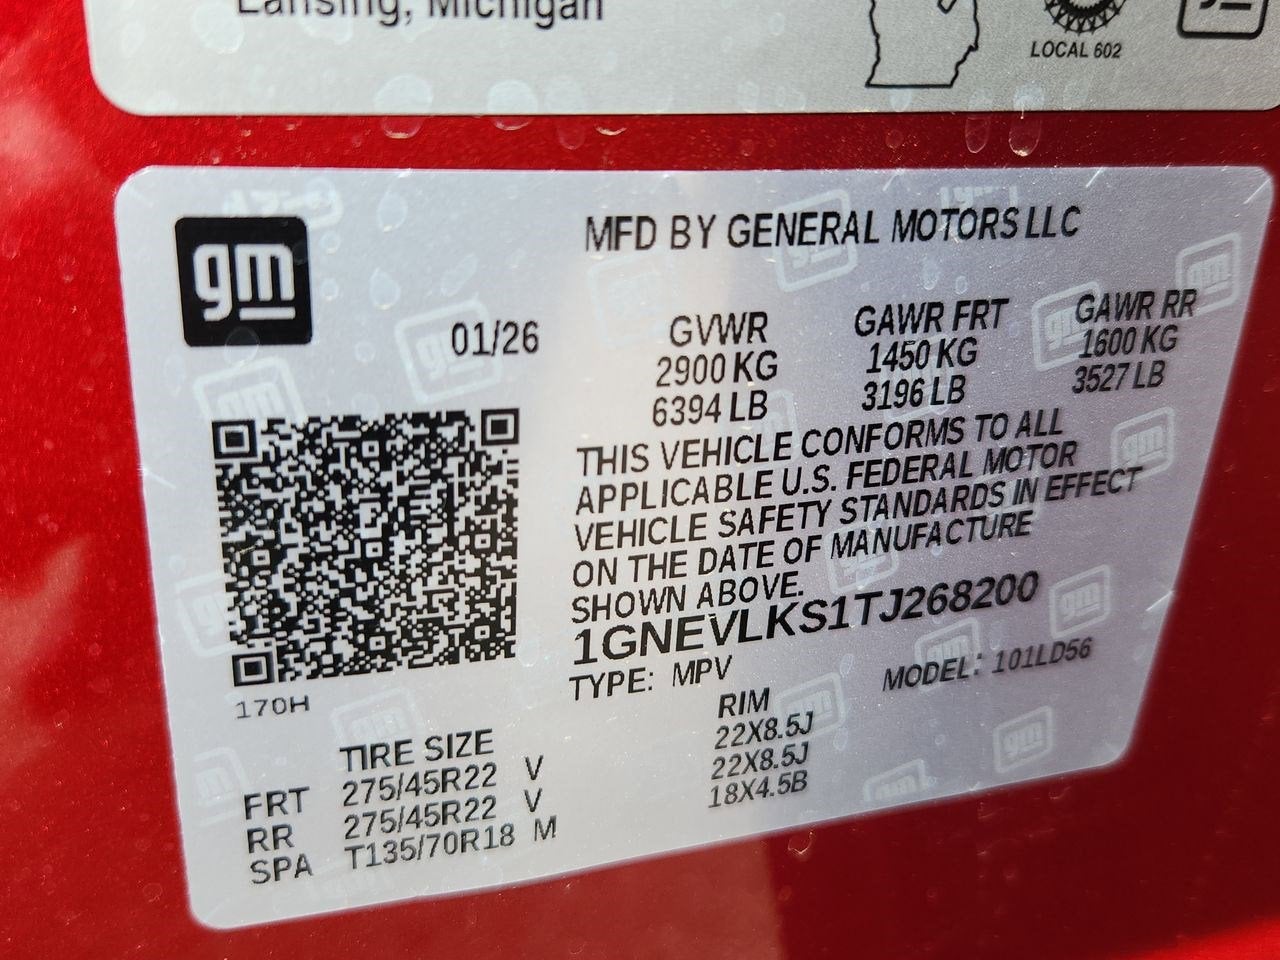 Lansing, Michigan
LOCAL 602
gm
MFD BY GENERAL MOTORS LLC
01/26
GVWR GAWR FRT GAWR RR
2900 KG 1450 KG 1600 KG
6394 LB 3196 LB 3527 LB
THIS VEHICLE CONFORMS TO ALL
APPLICABLE U.S. FEDERAL MOTOR
VEHICLE SAFETY STANDARDS IN EFFECT
ON THE DATE OF MANUFACTURE
SHOWN ABOVE.
1GNEVLKS1TJ268200
TYPE: MPV MODEL: 101LD56
170H
TIRE SIZE RIM
FRT 275/45R22 V 22X8.5J
RR 275/45R22 V 22X8.5J
SPA T135/70R18 M 18X4.5B